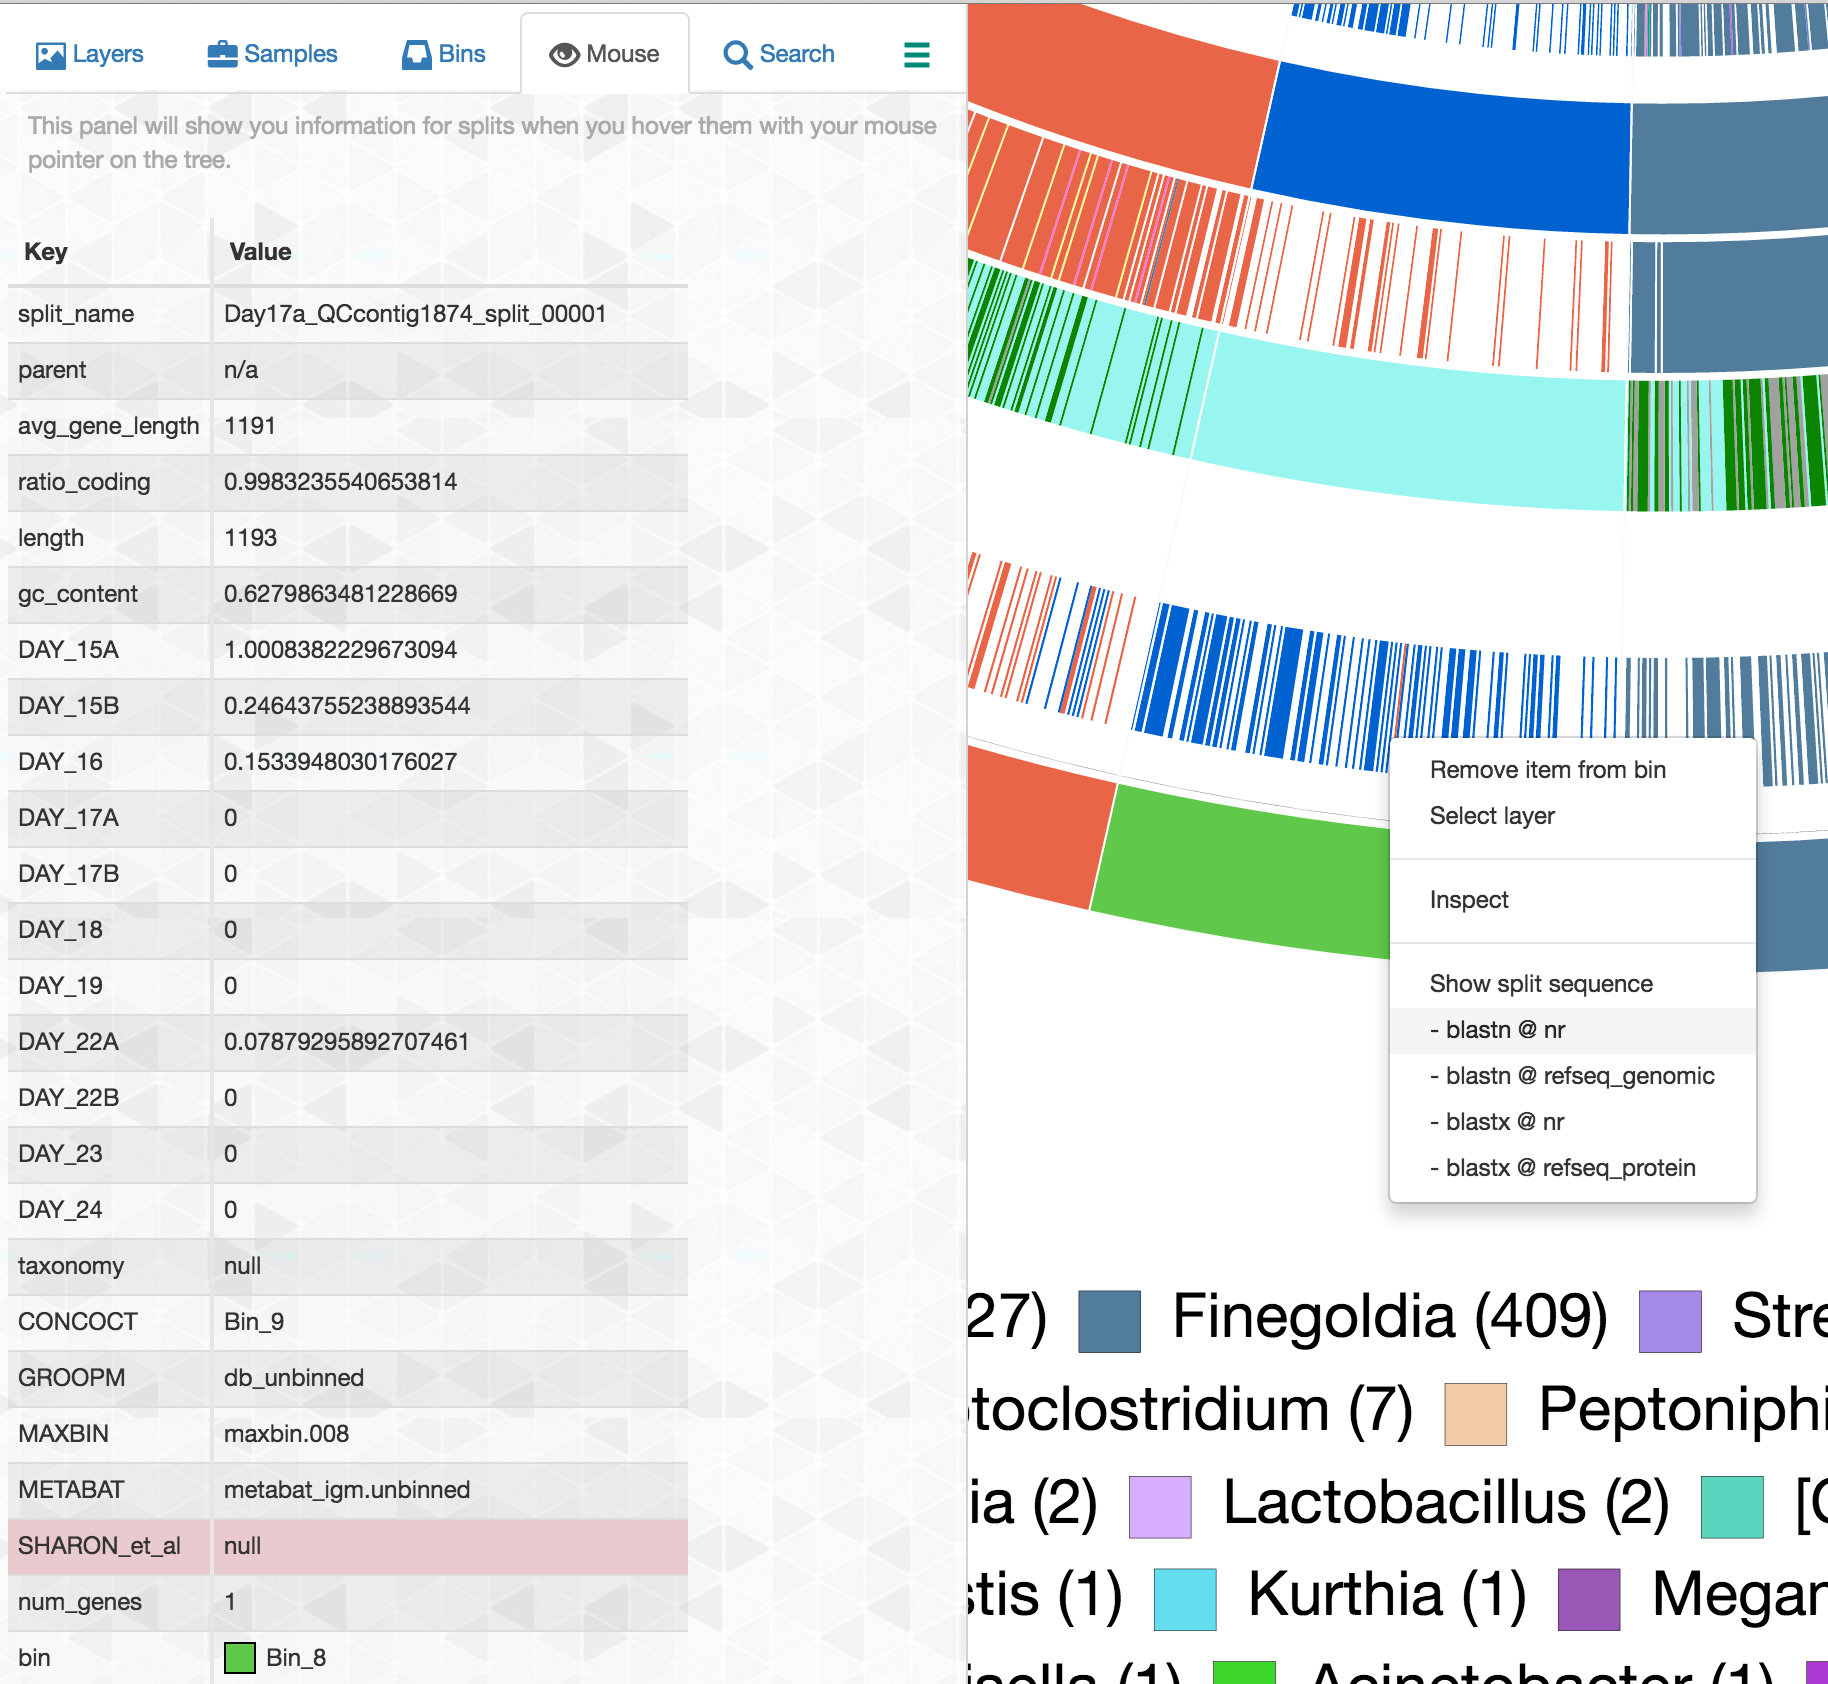 Layers Samples Bins Mouse Search
This panel will show you information for splits when you hover them with your mouse
pointer on the tree.
Key Value
split_name Day17a_QCcontig1874_split_00001
parent n/a
avg_gene_length 1191
ratio_coding 0.9983235540653814
length 1193
gc_content 0.6279863481228669
DAY_15A 1.0008382229673094
DAY_15B 0.24643755238893544
DAY_16 0.1533948030176027
DAY_17A 0
DAY_17B 0
DAY_18 0
DAY_19 0
DAY_22A 0.07879295892707461
DAY_22B 0
DAY_23 0
DAY_24 0
taxonomy null
CONCOCT Bin_9
GROOPM db_unbinned
MAXBIN maxbin.008
METABAT metabat_igm.unbinned
SHARON_et_al null
num_genes 1
bin Bin_8
Remove item from bin
Select layer
Inspect
Show split sequence
- blastn @ nr
- blastn @ refseq_genomic
- blastx @ nr
- blastx @ refseq_protein
27) Finegoldia (409) Stre
toclostridium (7) Peptoniphi
ia (2) Lactobacillus (2) [
stis (1) Kurthia (1) Megan
(1) Acinetobacter (1)